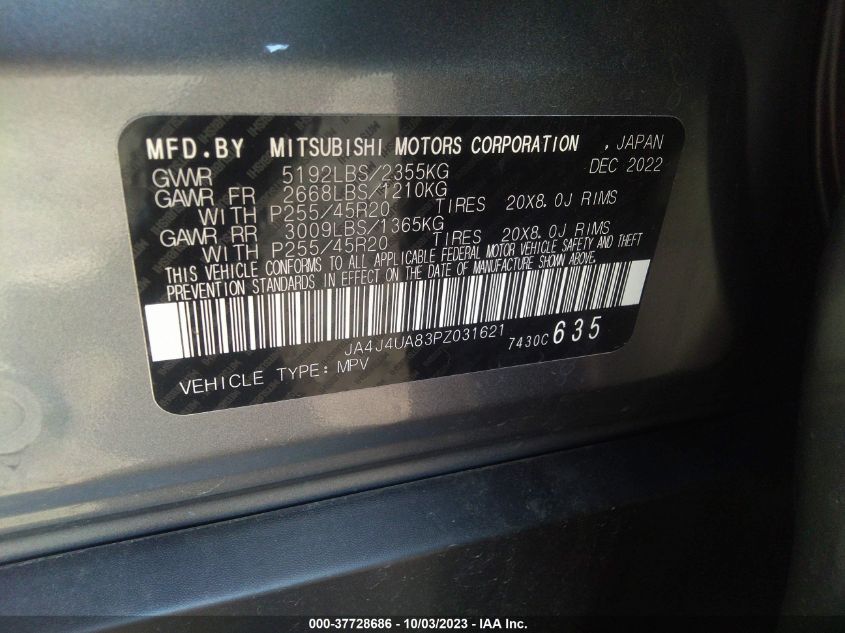 MFD.BY MITSUBISHI MOTORS CORPORATION , JAPAN
DEC 2022
GVWR 5192LBS/2355KG
GAWR FR 2668LBS/1210KG
WITH P255/45R20 TIRES 20X8.0J RIMS
GAWR RR 3009LBS/1365KG
WITH P255/45R20 TIRES 20X8.0J RIMS
THIS VEHICLE CONFORMS TO ALL APPLICABLE FEDERAL MOTOR VEHICLE SAFETY AND THEFT
PREVENTION STANDARDS IN EFFECT ON THE DATE OF MANUFACTURE SHOWN ABOVE.
JA4J4UA83PZ031621 7430C 635
VEHICLE TYPE: MPV
000-37728686 - 10/03/2023 - IAA Inc.